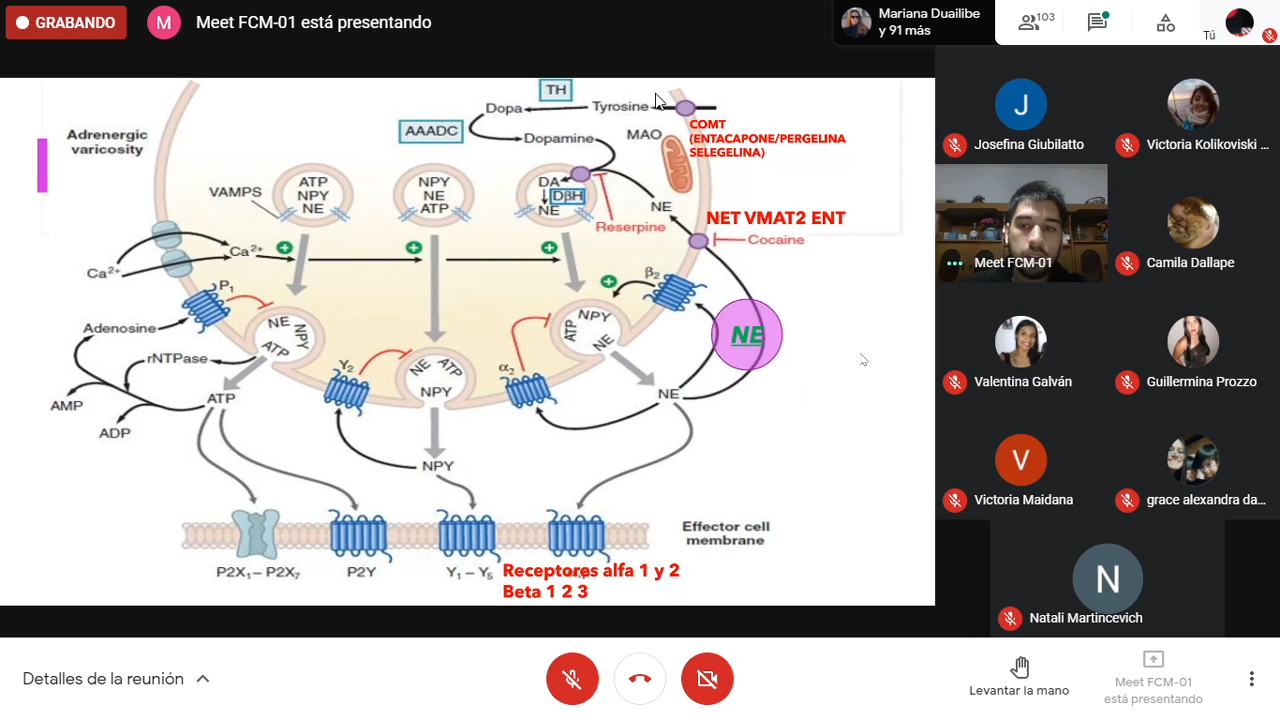 GRABANDO
M
Meet FCM-01 está presentando
Mariana Duailibe
y 91 más
103
Tú
TH
Dopa
Tyrosine
Adrenergic
varicosity
AAADC
Dopamine
MAO
COMT
(ENTACAPONE/PERGELINA
SELEGELINA)
VAMPS
ATP
NPY
NE
NPY
NE
ATP
DA
DβH
NE
NE
Reserpine
NET VMAT2 ENT
Cocaine
Ca2+
Ca2+
P1
β2
Adenosine
NE
NPY
ATP
NPY
ATP
NE
NE
rNTPase
Y2
NE
ATP
NPY
α2
AMP
ATP
NE
ADP
NPY
Effector cell
membrane
P2X1– P2X7
P2Y
Y1 – Y5
Receptores alfa 1 y 2
Beta 1 2 3
J
Josefina Giubilatto
Victoria Kolikoviski ...
Meet FCM-01
Camila Dallape
Valentina Galván
Guillermina Prozzo
V
Victoria Maidana
grace alexandra da...
N
Natali Martincevich
Detalles de la reunión
Levantar la mano
Meet FCM-01
está presentando